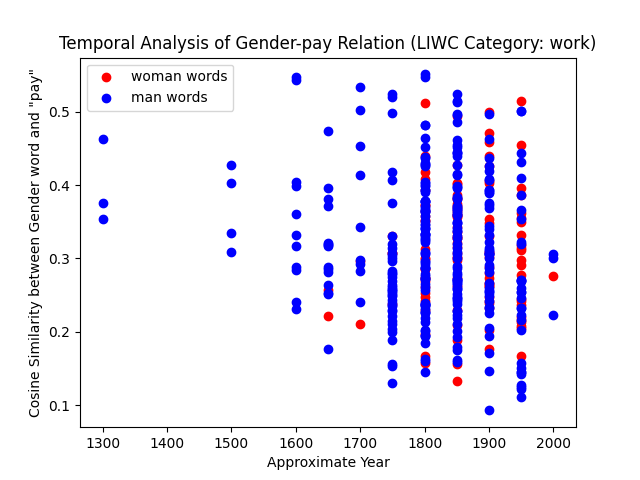 Temporal Analysis of Gender-pay Relation (LIWC Category: work)
woman words
man words
Cosine Similarity between Gender word and "pay"
0.5
0.4
0.3
0.2
0.1
1300 1400 1500 1600 1700 1800 1900 2000
Approximate Year